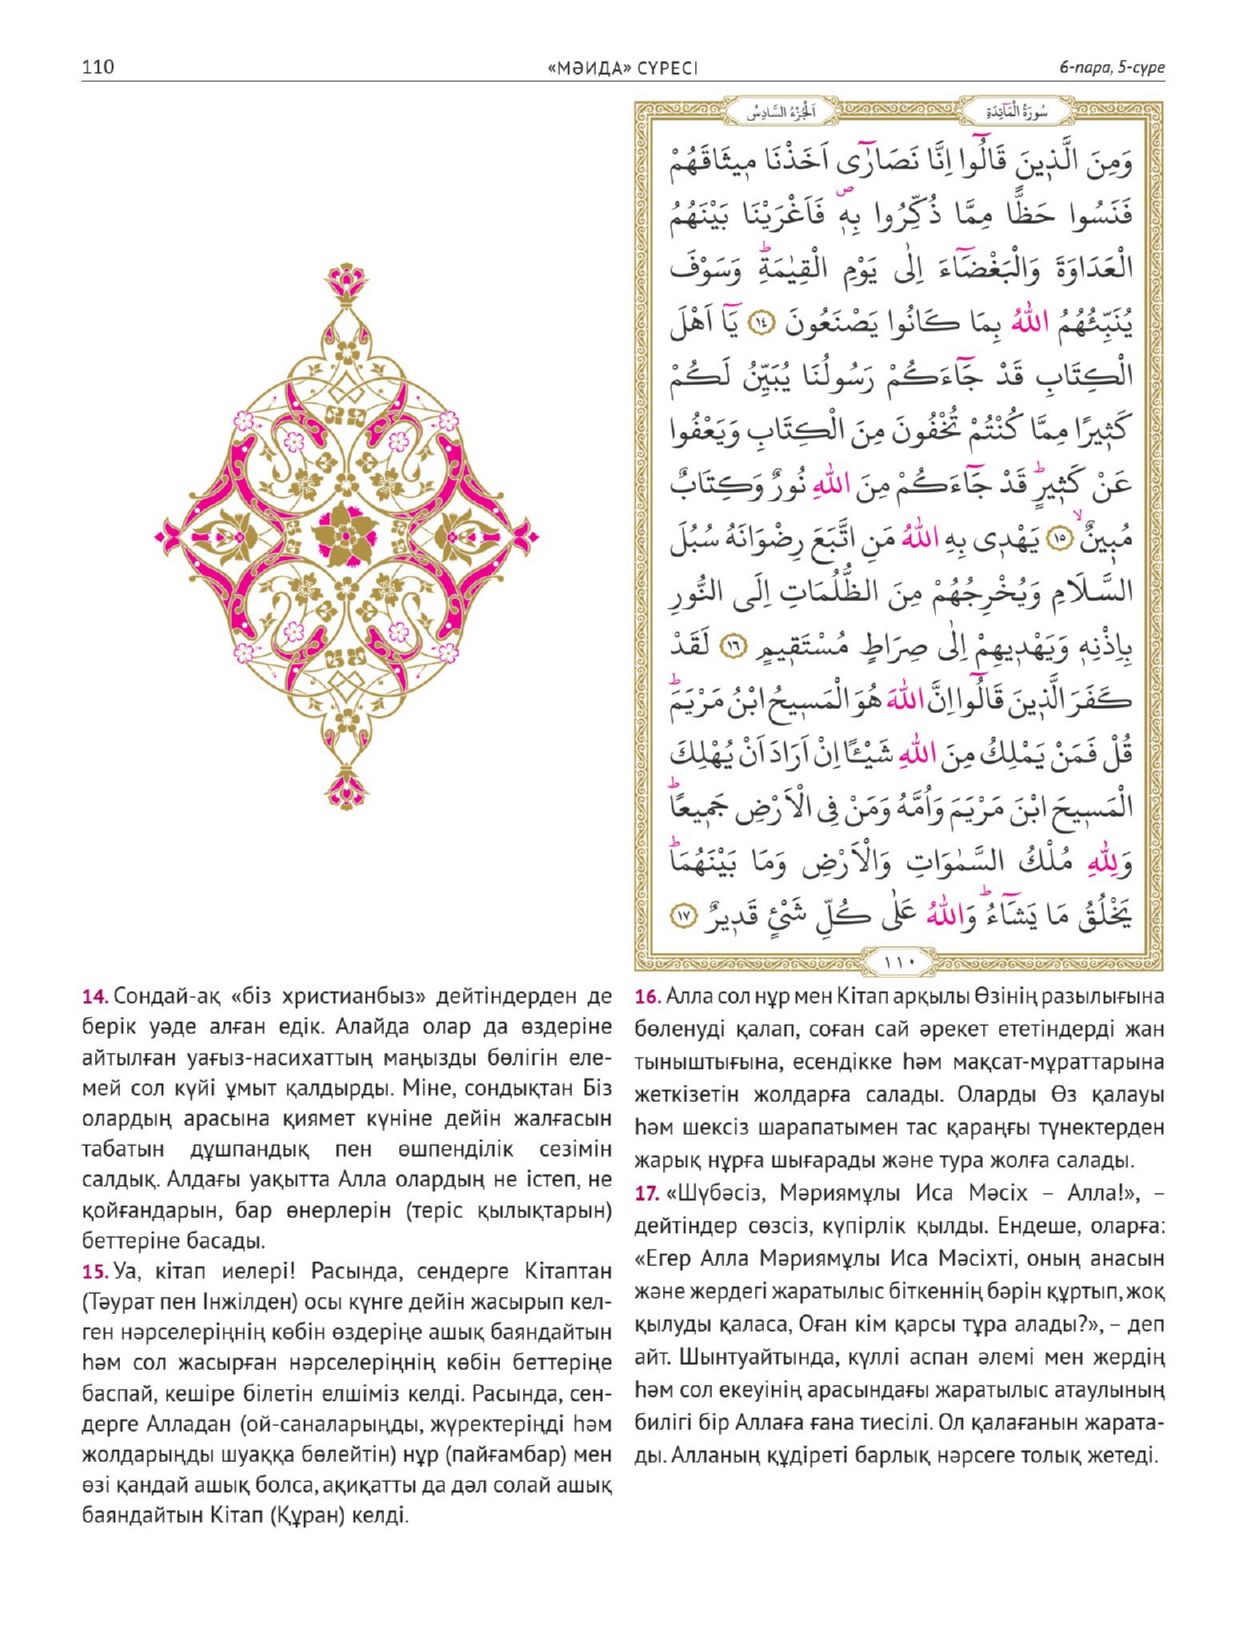 110
«МӘИДА» СҮРЕСІ
6-пара, 5-сүре
اَلْجُزْءُ السَّادِسُ
سُورَةُ الْمَٓائِدَةِ
وَمِنَ الَّذ۪ينَ قَالُٓوا اِنَّا نَصَارٰٓى اَخَذْنَا م۪يثَاقَهُمْ
فَنَسُوا حَظًّا مِمَّا ذُكِّرُوا بِه۪ۖ فَاَغْرَيْنَا بَيْنَهُمُ
الْعَدَاوَةَ وَالْبَغْضَٓاءَ اِلٰى يَوْمِ الْقِيٰمَةِۜ وَسَوْفَ
يُنَبِّئُهُمُ اللّٰهُ بِمَا كَانُوا يَصْنَعُونَ ﴿١٤﴾ يَٓا اَهْلَ
الْكِتَابِ قَدْ جَٓاءَكُمْ رَسُولُنَا يُبَيِّنُ لَكُمْ
كَث۪يرًا مِمَّا كُنْتُمْ تُخْفُونَ مِنَ الْكِتَابِ وَيَعْفُوا
عَنْ كَث۪يرٍۜ قَدْ جَٓاءَكُمْ مِنَ اللّٰهِ نُورٌ وَكِتَابٌ
مُب۪ينٌۙ ﴿١٥﴾ يَهْد۪ى بِهِ اللّٰهُ مَنِ اتَّبَعَ رِضْوَانَهُ سُبُلَ
السَّلَامِ وَيُخْرِجُهُمْ مِنَ الظُّلُمَاتِ اِلَى النُّورِ
بِاِذْنِه۪ وَيَهْد۪يهِمْ اِلٰى صِرَاطٍ مُسْتَق۪يمٍ ﴿١٦﴾ لَقَدْ
كَفَرَ الَّذ۪ينَ قَالُٓوا اِنَّ اللّٰهَ هُوَ الْمَس۪يحُ ابْنُ مَرْيَمَۜ
قُلْ فَمَنْ يَمْلِكُ مِنَ اللّٰهِ شَيْـًٔا اِنْ اَرَادَ اَنْ يُهْلِكَ
الْمَس۪يحَ ابْنَ مَرْيَمَ وَاُمَّهُ وَمَنْ فِى الْاَرْضِ جَم۪يعًاۜ
وَلِلّٰهِ مُلْكُ السَّمٰوَاتِ وَالْاَرْضِ وَمَا بَيْنَهُمَاۜ
يَخْلُقُ مَا يَشَٓاءُۜ وَاللّٰهُ عَلٰى كُلِّ شَىْءٍ قَد۪يرٌ ﴿١٧﴾
١١٠
14. Сондай-ақ «біз христианбыз» дейтіндерден де
берік уәде алған едік. Алайда олар да өздеріне
айтылған уағыз-насихаттың маңызды бөлігін еле-
мей сол күйі ұмыт қалдырды. Міне, сондықтан Біз
олардың арасына қиямет күніне дейін жалғасын
табатын дұшпандық пен өшпенділік сезімін
салдық. Алдағы уақытта Алла олардың не істеп, не
қойғандарын, бар өнерлерін (теріс қылықтарын)
беттеріне басады.
15. Уа, кітап иелері! Расында, сендерге Кітаптан
(Тәурат пен Інжілден) осы күнге дейін жасырып кел-
ген нәрселеріңнің көбін өздеріңе ашық баяндайтын
һәм сол жасырған нәрселеріңнің көбін беттеріңе
баспай, кешіре білетін елшіміз келді. Расында, сен-
дерге Алладан (ой-саналарыңды, жүректеріңді һәм
жолдарыңды шуаққа бөлейтін) нұр (пайғамбар) мен
өзі қандай ашық болса, ақиқатты да дәл солай ашық
баяндайтын Кітап (Құран) келді.
16. Алла сол нұр мен Кітап арқылы Өзінің разылығына
бөленуді қалап, соған сай әрекет ететіндерді жан
тыныштығына, есендікке һәм мақсат-мұраттарына
жеткізетін жолдарға салады. Оларды Өз қалауы
һәм шексіз шарапатымен тас қараңғы түнектерден
жарық нұрға шығарады және тура жолға салады.
17. «Шүбәсіз, Мәриямұлы Иса Мәсіх – Алла!», –
дейтіндер сөзсіз, күпірлік қылды. Ендеше, оларға:
«Егер Алла Мәриямұлы Иса Мәсіхті, оның анасын
және жердегі жаратылыс біткеннің бәрін құртып, жоқ
қылуды қаласа, Оған кім қарсы тұра алады?», – деп
айт. Шынтуайтында, күллі аспан әлемі мен жердің
һәм сол екеуінің арасындағы жаратылыс атаулының
билігі бір Аллаға ғана тиесілі. Ол қалағанын жарата-
ды. Алланың құдіреті барлық нәрсеге толық жетеді.